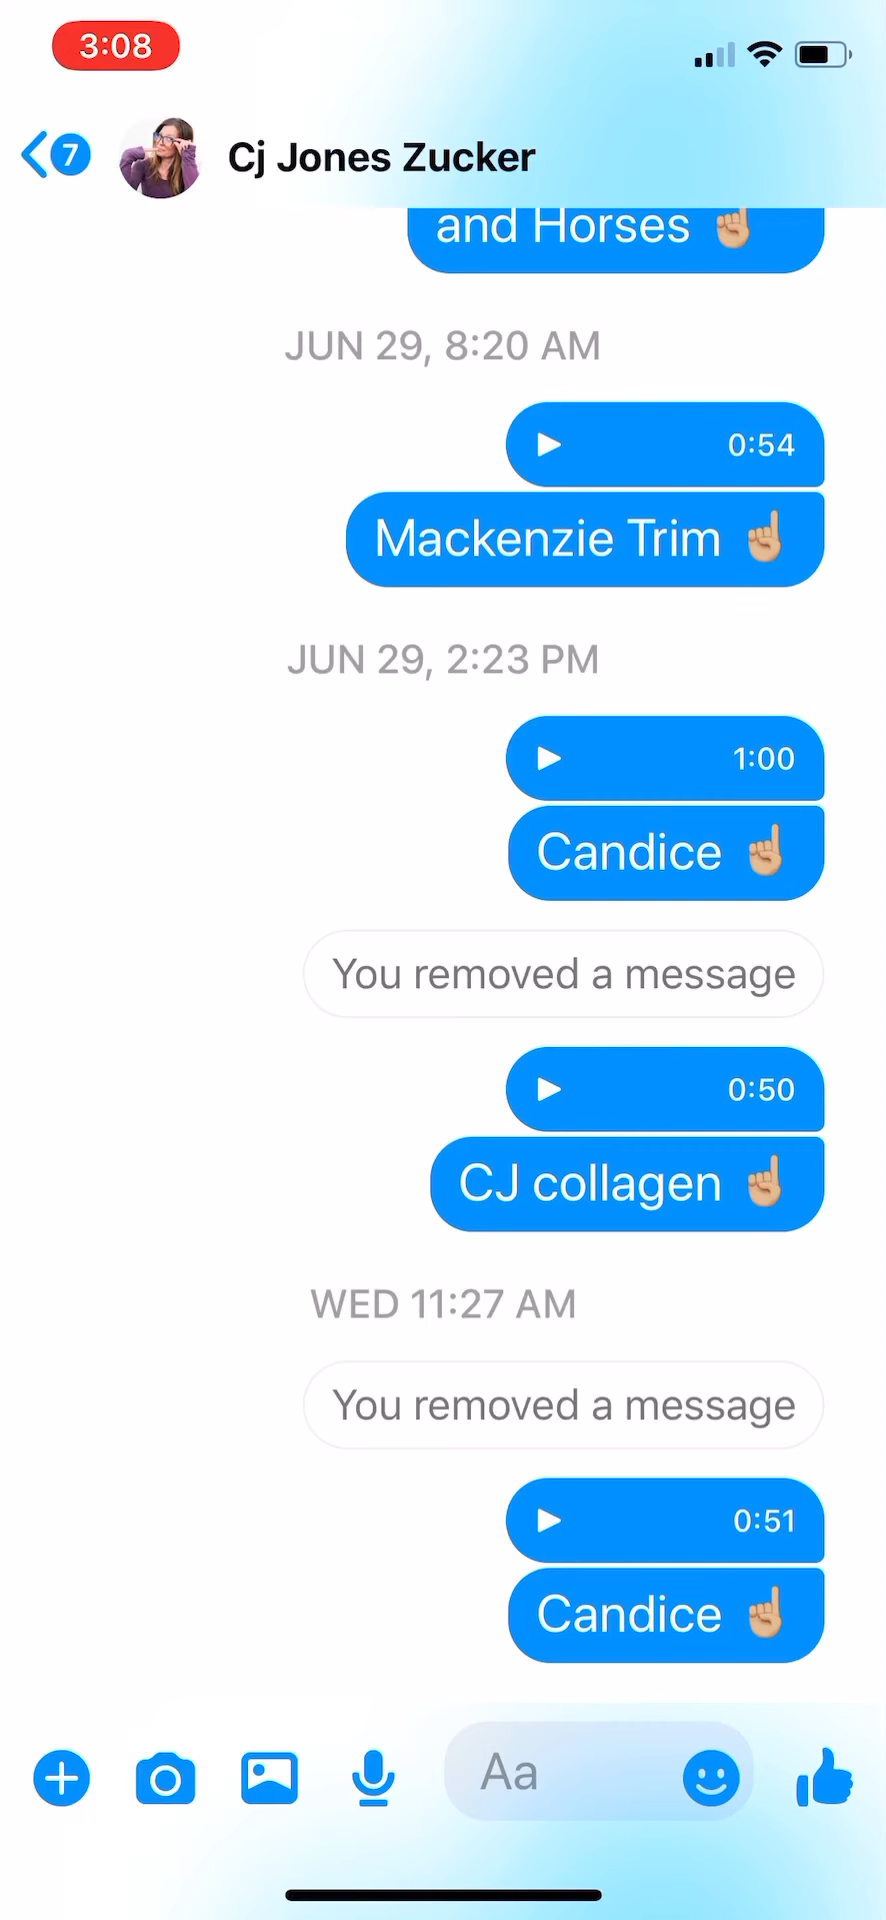 3:08
7
Cj Jones Zucker
and Horses ☝🏼
JUN 29, 8:20 AM
0:54
Mackenzie Trim ☝🏼
JUN 29, 2:23 PM
1:00
Candice ☝🏼
You removed a message
0:50
CJ collagen ☝🏼
WED 11:27 AM
You removed a message
0:51
Candice ☝🏼
Aa